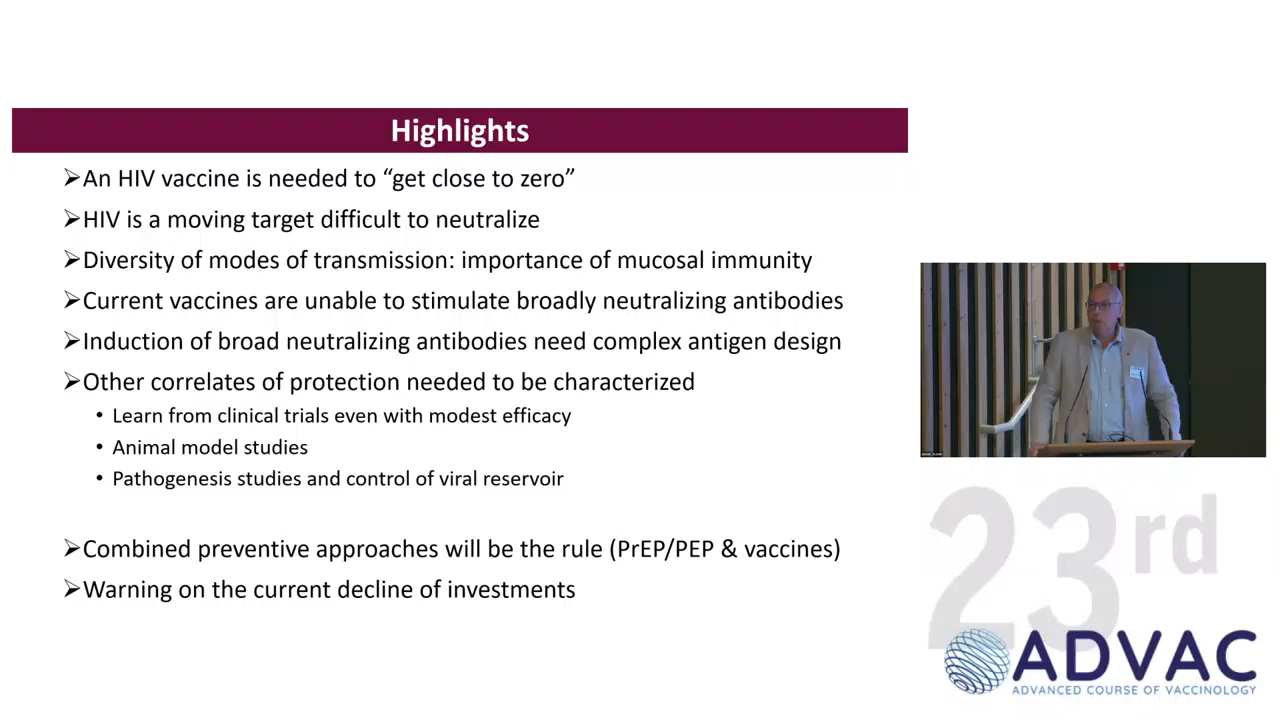 Highlights
➢An HIV vaccine is needed to “get close to zero”
➢HIV is a moving target difficult to neutralize
➢Diversity of modes of transmission: importance of mucosal immunity
➢Current vaccines are unable to stimulate broadly neutralizing antibodies
➢Induction of broad neutralizing antibodies need complex antigen design
➢Other correlates of protection needed to be characterized
• Learn from clinical trials even with modest efficacy
• Animal model studies
• Pathogenesis studies and control of viral reservoir
➢Combined preventive approaches will be the rule (PrEP/PEP & vaccines)
➢Warning on the current decline of investments
23rd
ADVAC
ADVANCED COURSE OF VACCINOLOGY